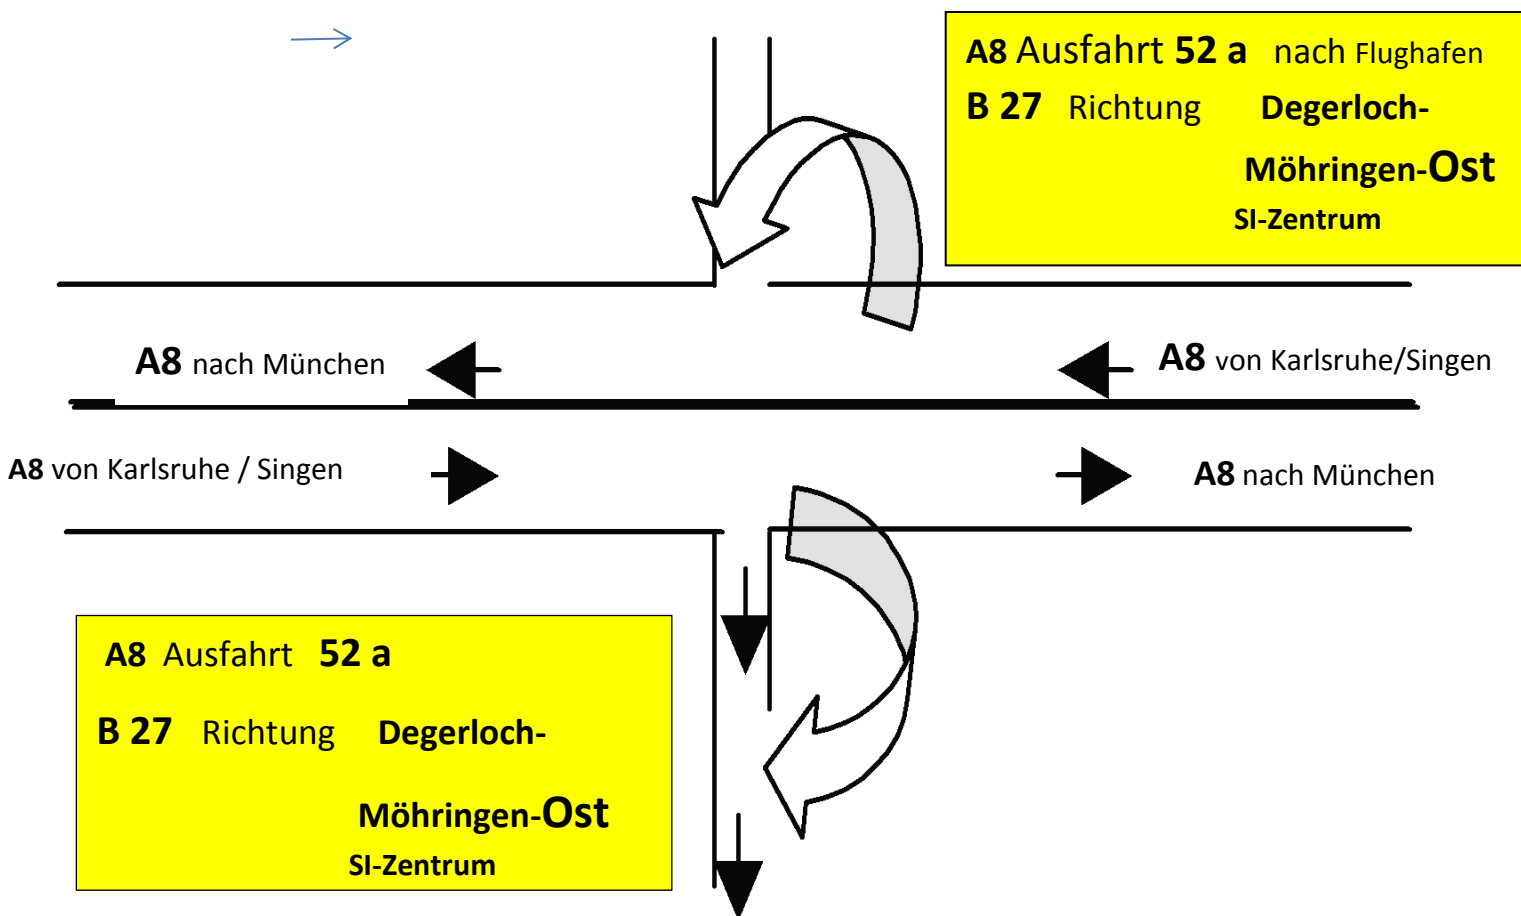 A8 Ausfahrt 52 a nach Flughafen
B 27 Richtung Degerloch-
Möhringen-Ost
SI-Zentrum
A8 nach München
A8 von Karlsruhe/Singen
A8 von Karlsruhe / Singen
A8 nach München
A8 Ausfahrt 52 a
B 27 Richtung Degerloch-
Möhringen-Ost
SI-Zentrum